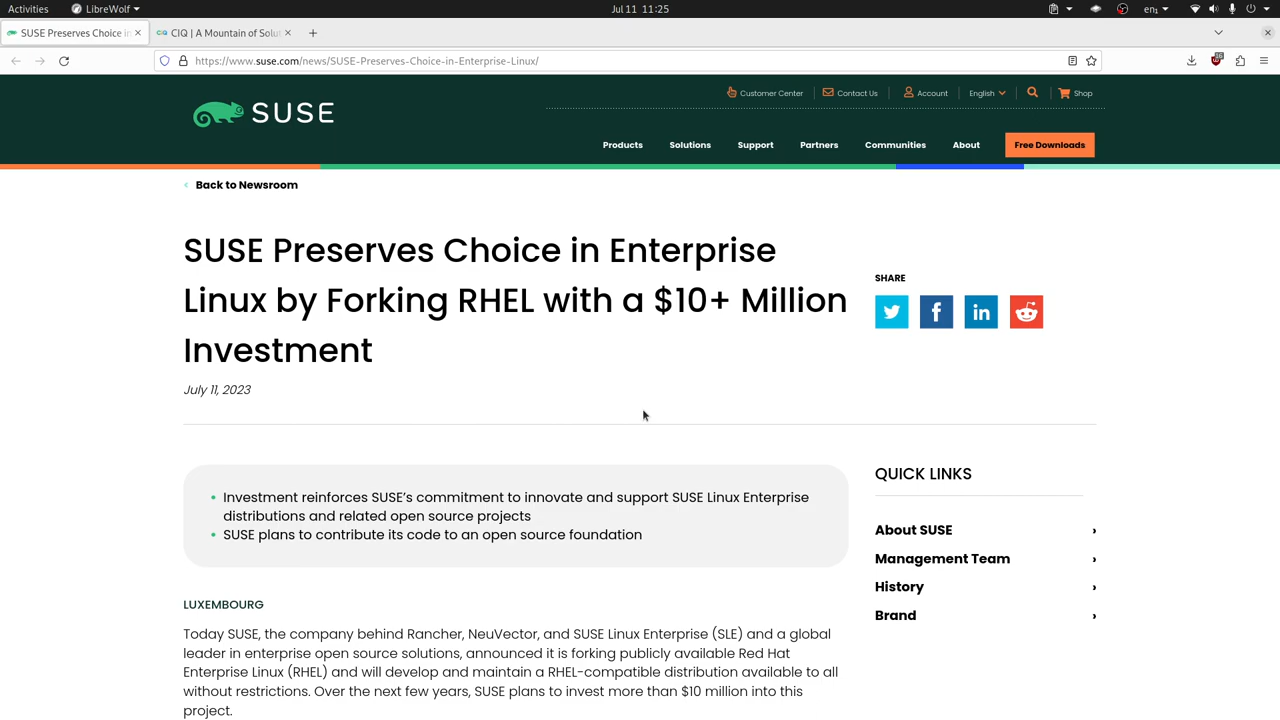 Activities LibreWolf Jul 11 11:25 en₁
SUSE Preserves Choice in × CIQ | A Mountain of Solut × +
https://www.suse.com/news/SUSE-Preserves-Choice-in-Enterprise-Linux/
Customer Center Contact Us Account English Shop
SUSE
Products Solutions Support Partners Communities About Free Downloads
‹ Back to Newsroom
SUSE Preserves Choice in Enterprise
Linux by Forking RHEL with a $10+ Million
Investment
July 11, 2023
SHARE
• Investment reinforces SUSE’s commitment to innovate and support SUSE Linux Enterprise
distributions and related open source projects
• SUSE plans to contribute its code to an open source foundation
LUXEMBOURG
Today SUSE, the company behind Rancher, NeuVector, and SUSE Linux Enterprise (SLE) and a global
leader in enterprise open source solutions, announced it is forking publicly available Red Hat
Enterprise Linux (RHEL) and will develop and maintain a RHEL-compatible distribution available to all
without restrictions. Over the next few years, SUSE plans to invest more than $10 million into this
project.
QUICK LINKS
About SUSE ›
Management Team ›
History ›
Brand ›